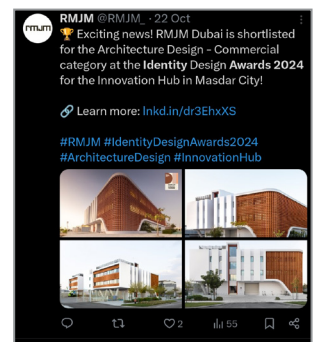 rmjm
RMJM @RMJM_ · 22 Oct
🏆 Exciting news! RMJM Dubai is shortlisted
for the Architecture Design - Commercial
category at the Identity Design Awards 2024
for the Innovation Hub in Masdar City!
🔗 Learn more: lnkd.in/dr3EhxXS
#RMJM #IdentityDesignAwards2024
#ArchitectureDesign #InnovationHub
2
55